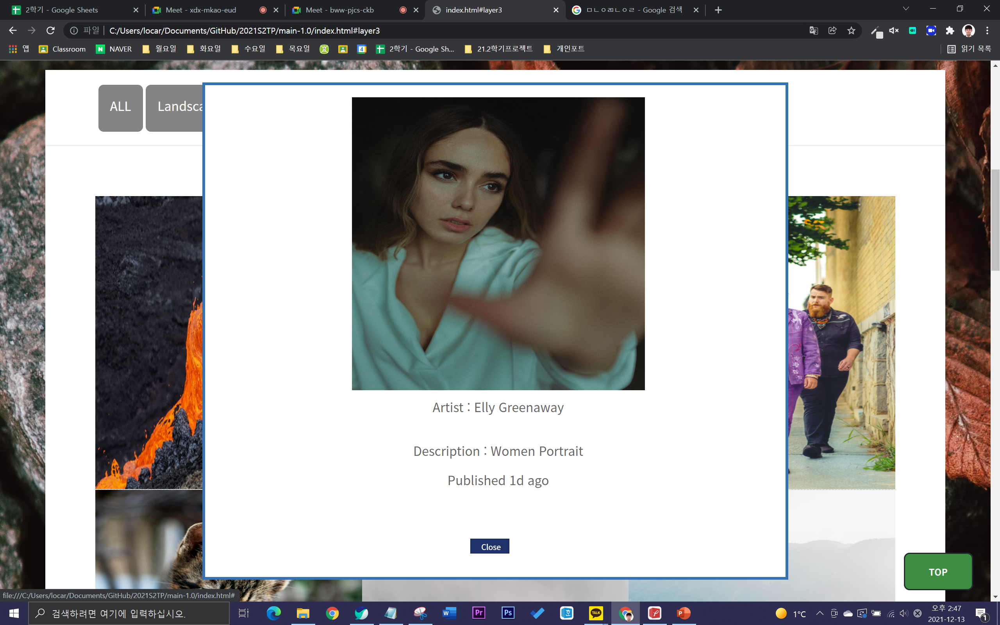 2학기 - Google Sheets
Meet - xdx-mkao-eud
Meet - bww-pjcs-ckb
index.html#layer3
ㅁㄴㅇㄻㄴㅇㄹ - Google 검색
파일
C:/Users/locar/Documents/GitHub/2021S2TP/main-1.0/index.html#layer3
앱
Classroom
NAVER
월요일
화요일
수요일
목요일
4
2학기 - Google Sh...
21.2학기프로젝트
개인포트
읽기 목록
ALL
Landsca
Artist : Elly Greenaway
Description : Women Portrait
Published 1d ago
Close
TOP
file:///C:/Users/locar/Documents/GitHub/2021S2TP/main-1.0/index.html#
검색하려면 여기에 입력하십시오.
W
Pr
Ps
TALK
P
1°C
오후 2:47
2021-12-13
1